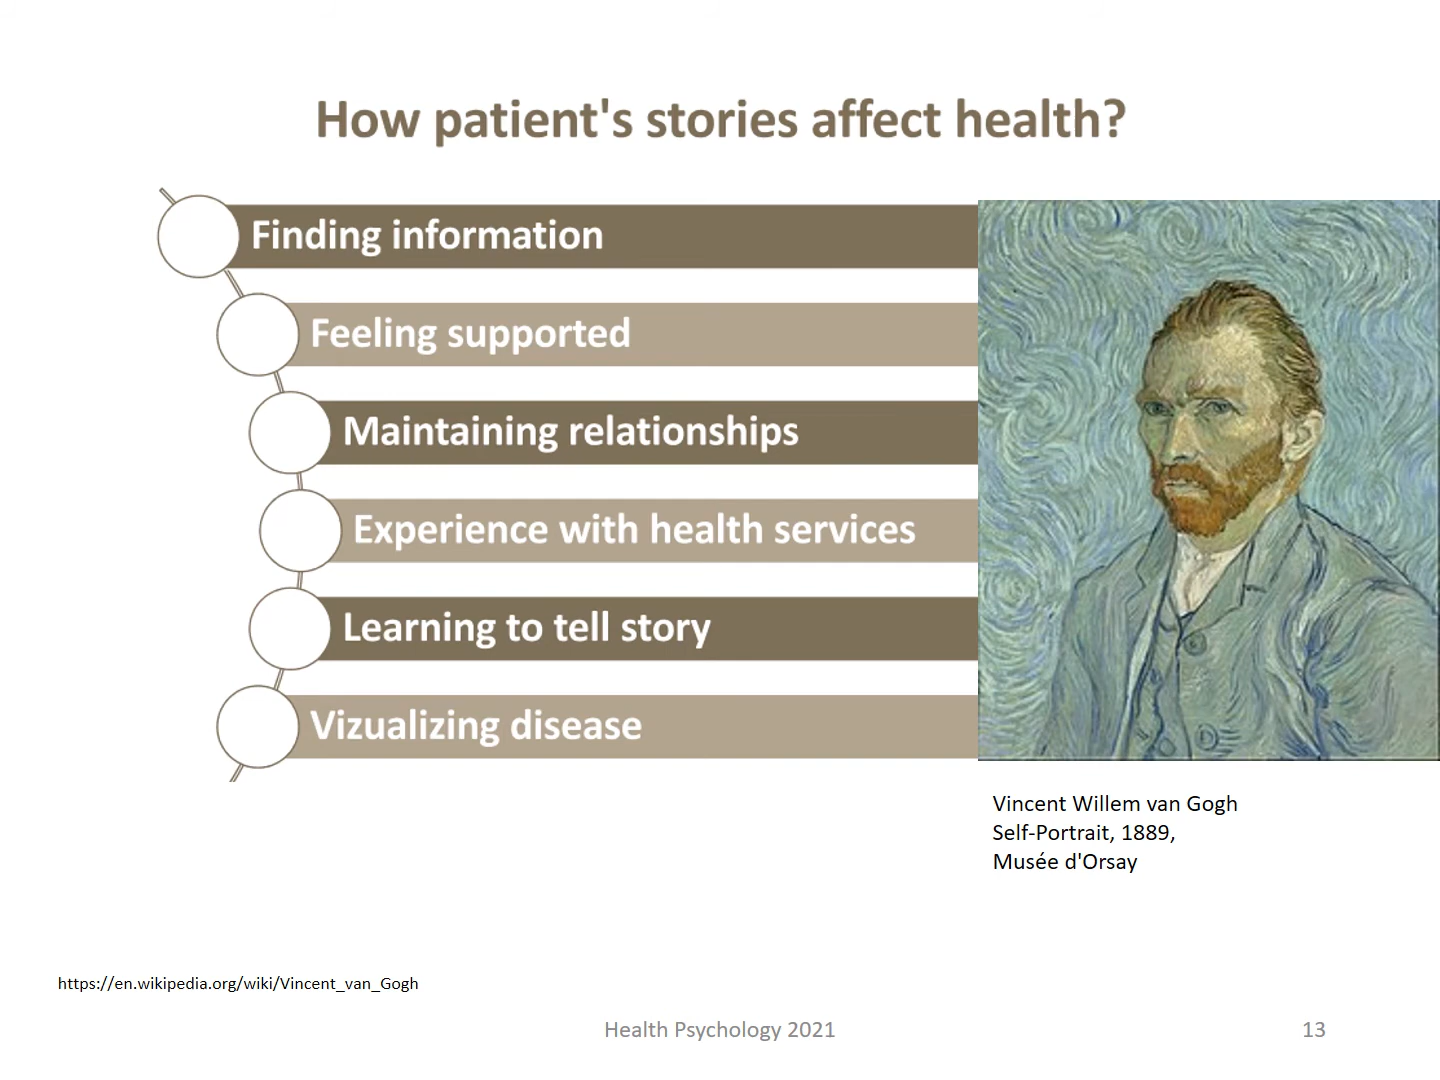 How patient's stories affect health?
Finding information
Feeling supported
Maintaining relationships
Experience with health services
Learning to tell story
Vizualizing disease
Vincent Willem van Gogh
Self-Portrait, 1889,
Musée d'Orsay
https://en.wikipedia.org/wiki/Vincent_van_Gogh
Health Psychology 2021
13